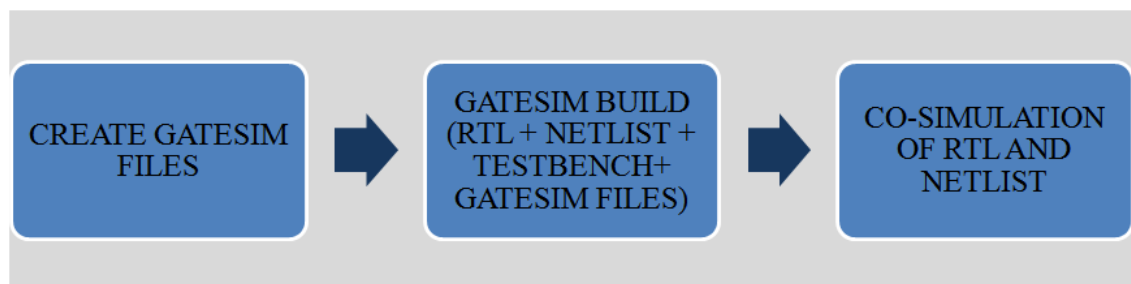 CREATE GATESIM
FILES
GATESIM BUILD
(RTL + NETLIST +
TESTBENCH+
GATESIM FILES)
CO-SIMULATION
OF RTL AND
NETLIST